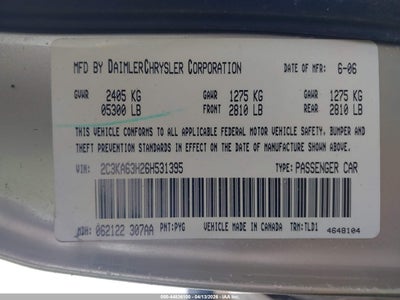 MFD BY DAIMLERCHRYSLER CORPORATION DATE OF MFR 6-06
GVWR 2405 KG GAWR 1275 KG GAWR 1275 KG
05300 LB FRONT 2810 LB REAR 2810 LB
THIS VEHICLE CONFORMS TO ALL APPLICABLE FEDERAL MOTOR VEHICLE SAFETY, BUMPER AND
THEFT PREVENTION STANDARDS IN EFFECT ON THE DATE OF MANUFACTURE SHOWN ABOVE.
VIN: 2C3KA63H26H531395 TYPE: PASSENGER CAR
MDH: 062122 307AA PNT: PYG VEHICLE MADE IN CANADA TRM: TLD1
4648104